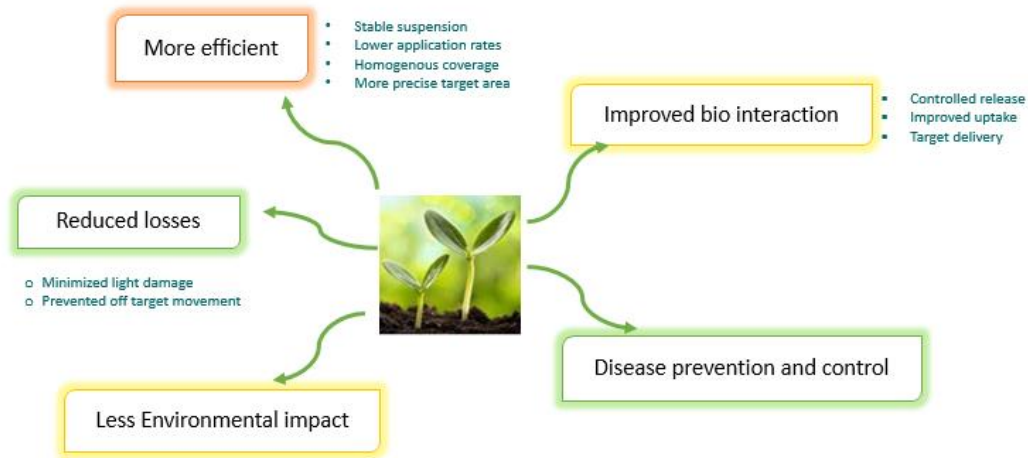 More efficient
Stable suspension
Lower application rates
Homogenous coverage
More precise target area
Improved bio interaction
Controlled release
Improved uptake
Target delivery
Reduced losses
Minimized light damage
Prevented off target movement
Disease prevention and control
Less Environmental impact